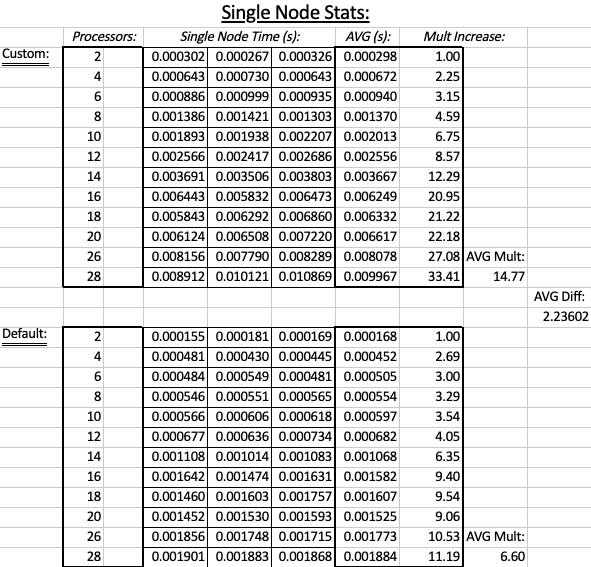 Single Node Stats:
Processors: Single Node Time (s): AVG (s): Mult Increase:
Custom: 2 0.000302 0.000267 0.000326 0.000298 1.00
4 0.000643 0.000730 0.000643 0.000672 2.25
6 0.000886 0.000999 0.000935 0.000940 3.15
8 0.001386 0.001421 0.001303 0.001370 4.59
10 0.001893 0.001938 0.002207 0.002013 6.75
12 0.002566 0.002417 0.002686 0.002556 8.57
14 0.003691 0.003506 0.003803 0.003667 12.29
16 0.006443 0.005832 0.006473 0.006249 20.95
18 0.005843 0.006292 0.006860 0.006332 21.22
20 0.006124 0.006508 0.007220 0.006617 22.18
26 0.008156 0.007790 0.008289 0.008078 27.08 AVG Mult:
28 0.008912 0.010121 0.010869 0.009967 33.41 14.77
AVG Diff:
2.23602
Default: 2 0.000155 0.000181 0.000169 0.000168 1.00
4 0.000481 0.000430 0.000445 0.000452 2.69
6 0.000484 0.000549 0.000481 0.000505 3.00
8 0.000546 0.000551 0.000565 0.000554 3.29
10 0.000566 0.000606 0.000618 0.000597 3.54
12 0.000677 0.000636 0.000734 0.000682 4.05
14 0.001108 0.001014 0.001083 0.001068 6.35
16 0.001642 0.001474 0.001631 0.001582 9.40
18 0.001460 0.001603 0.001757 0.001607 9.54
20 0.001452 0.001530 0.001593 0.001525 9.06
26 0.001856 0.001748 0.001715 0.001773 10.53 AVG Mult:
28 0.001901 0.001883 0.001868 0.001884 11.19 6.60